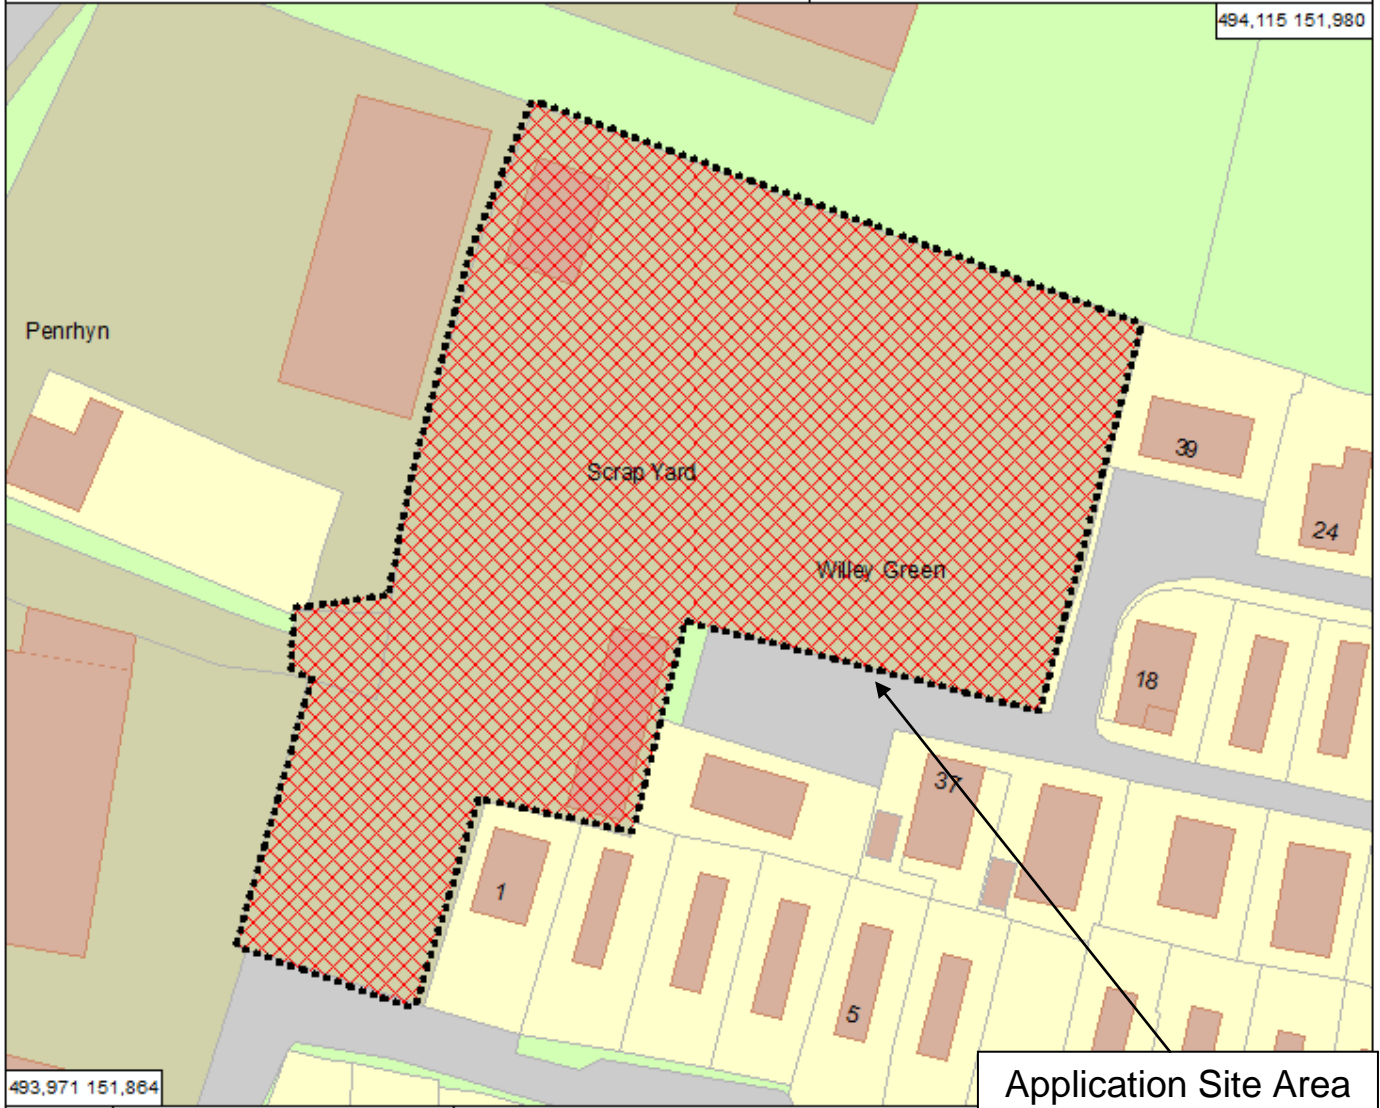 494,115 151,980
Penrhyn
39
Scrap Yard
24
Willey Green
18
37
1
5
493,971 151,864
Application Site Area